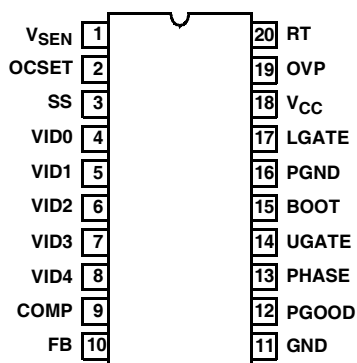 VSEN 1 20 RT
OCSET 2 19 OVP
SS 3 18 VCC
VID0 4 17 LGATE
VID1 5 16 PGND
VID2 6 15 BOOT
VID3 7 14 UGATE
VID4 8 13 PHASE
COMP 9 12 PGOOD
FB 10 11 GND